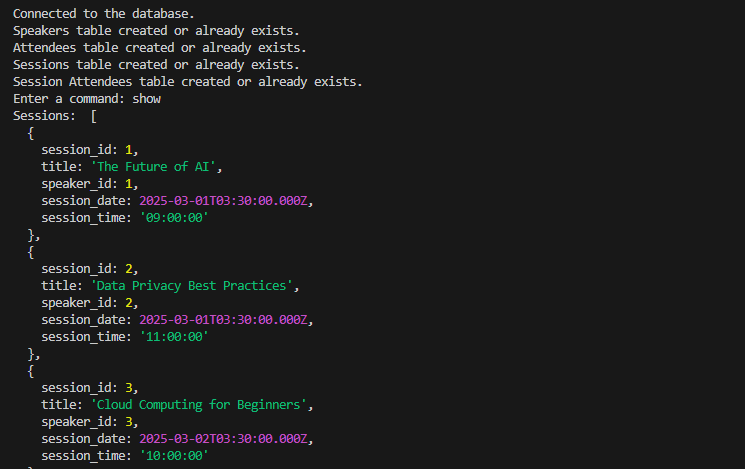 Connected to the database.
Speakers table created or already exists.
Attendees table created or already exists.
Sessions table created or already exists.
Session Attendees table created or already exists.
Enter a command: show
Sessions:  [
  {
    session_id: 1,
    title: 'The Future of AI',
    speaker_id: 1,
    session_date: 2025-03-01T03:30:00.000Z,
    session_time: '09:00:00'
  },
  {
    session_id: 2,
    title: 'Data Privacy Best Practices',
    speaker_id: 2,
    session_date: 2025-03-01T03:30:00.000Z,
    session_time: '11:00:00'
  },
  {
    session_id: 3,
    title: 'Cloud Computing for Beginners',
    speaker_id: 3,
    session_date: 2025-03-02T03:30:00.000Z,
    session_time: '10:00:00'